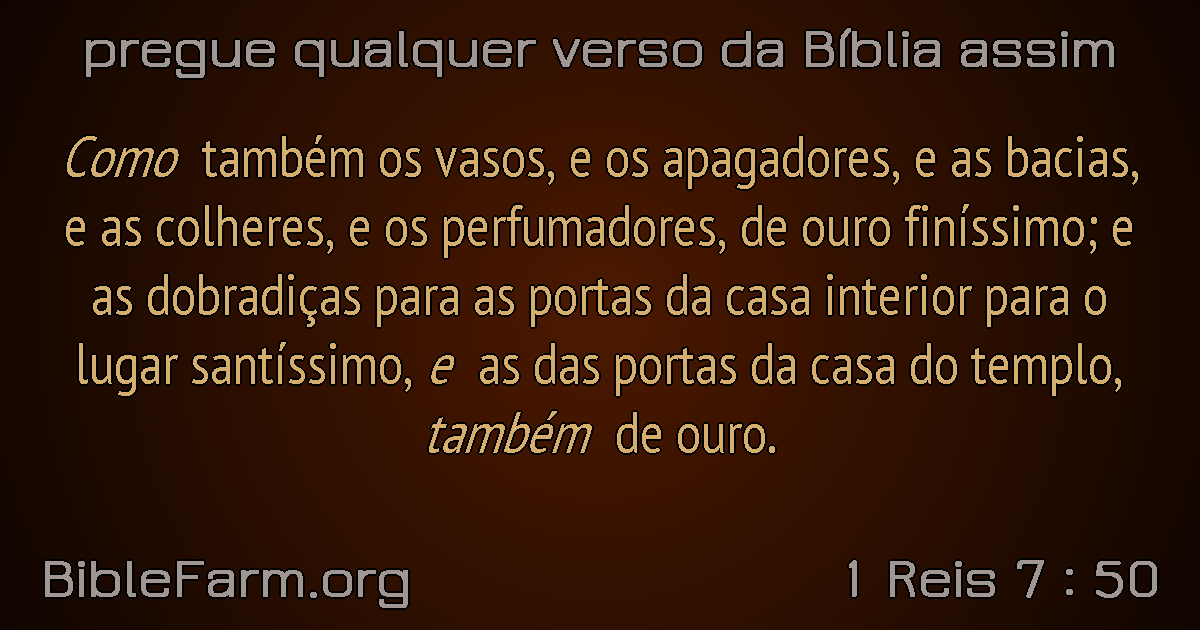 pregue qualquer verso da Bíblia assim
Como também os vasos, e os apagadores, e as bacias,
e as colheres, e os perfumadores, de ouro finíssimo; e
as dobradiças para as portas da casa interior para o
lugar santíssimo, e as das portas da casa do templo,
também de ouro.
BibleFarm.org
1 Reis 7 : 50